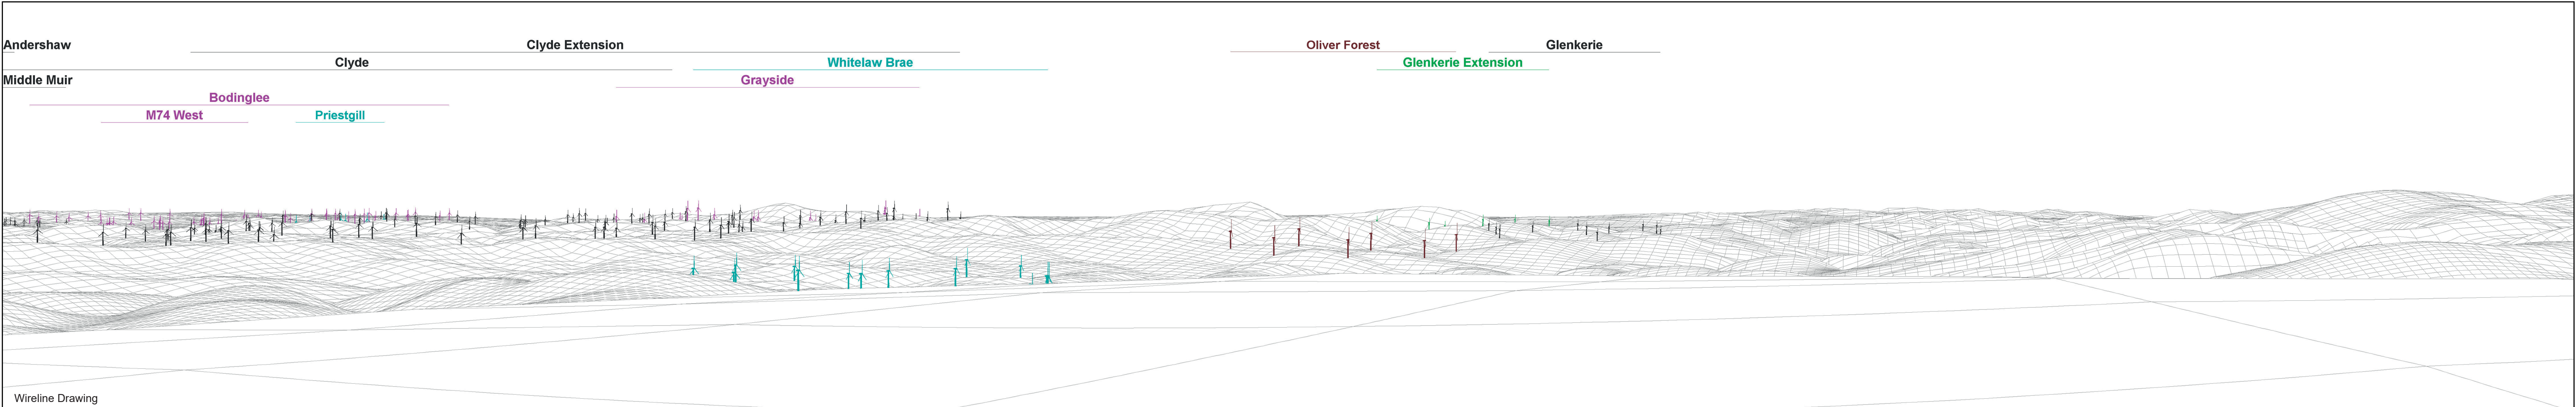 Andershaw
Clyde Extension
Oliver Forest
Glenkerie
Clyde
Whitelaw Brae
Glenkerie Extension
Middle Muir
Grayside
Bodinglee
M74 West
Priestgill
Wireline Drawing